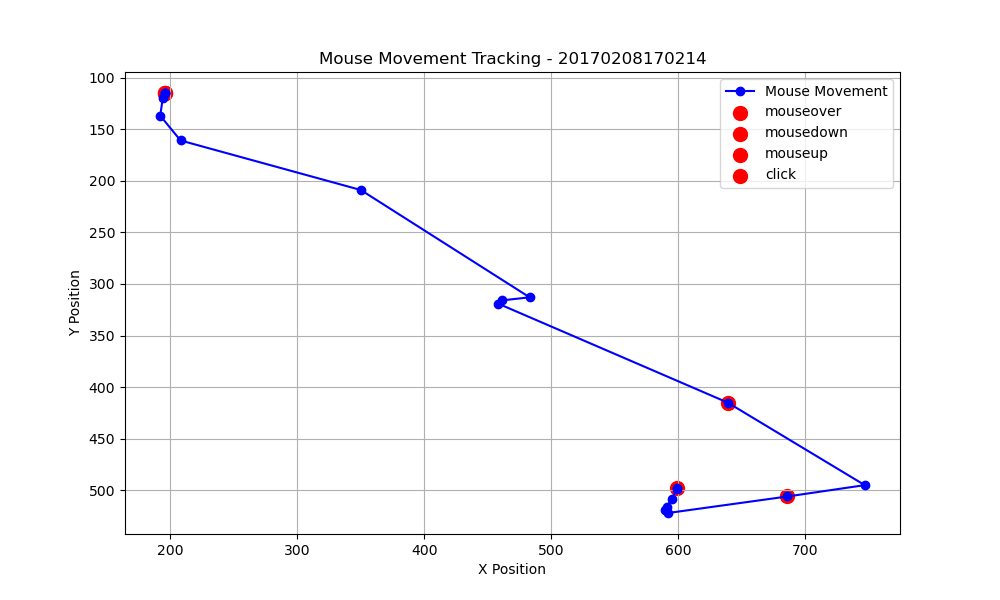 Mouse Movement Tracking - 20170208170214
Mouse Movement
mouseover
mousedown
mouseup
click
100
150
200
250
300
350
400
450
500
Y Position
200 300 400 500 600 700
X Position